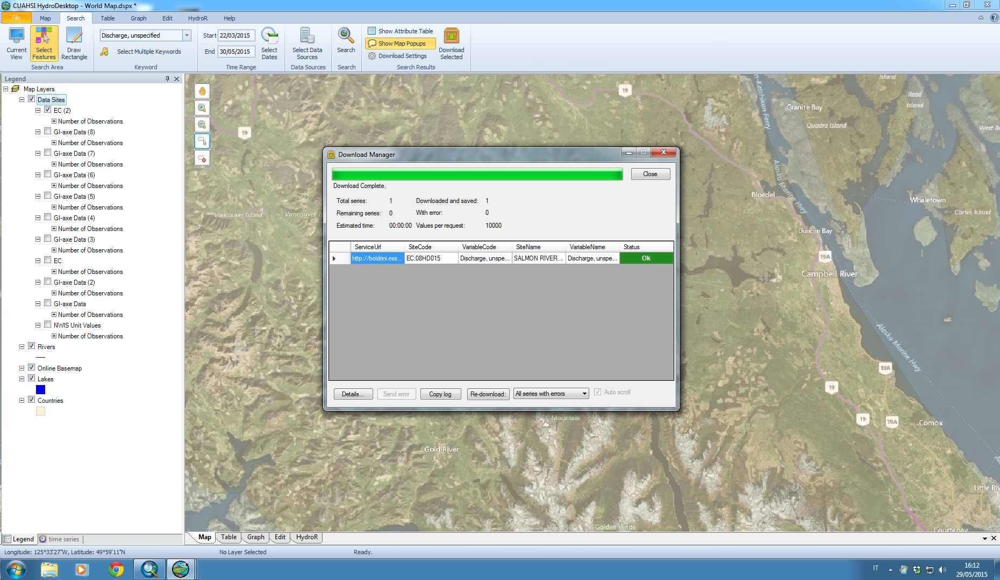 CUAHSI HydroDesktop - World Map.dspx *
File Map Search Table Graph Edit HydroR Help
Current View
Select Features
Draw Rectangle
Search Area
Discharge, unspecified
Select Multiple Keywords
Keyword
Start 22/03/2015
End 30/05/2015
Select Dates
Time Range
Select Data Sources
Data Sources
Search
Search
Show Attribute Table
Show Map Popups
Download Settings
Download Selected
Search Results
Legend
Map Layers
Data Sites
EC (2)
Number of Observations
GI-axe Data (8)
Number of Observations
GI-axe Data (7)
Number of Observations
GI-axe Data (6)
Number of Observations
GI-axe Data (5)
Number of Observations
GI-axe Data (4)
Number of Observations
GI-axe Data (3)
Number of Observations
EC
Number of Observations
GI-axe Data (2)
Number of Observations
GI-axe Data
Number of Observations
NWIS Unit Values
Number of Observations
Rivers
Online Basemap
Lakes
Countries
Legend time series
19
19
n-Ketchikan Ferry
Island
Read Island
Granite Bay
Quadra Island
West R
Alaska Marine Hwy
Bloedel
Whaletown
Cortes Island
Vancouver Island
Vancouver I
Duncan Bay
19A
Campbell River
Alaska Marine Hwy
19A
19
19
19A
Comox
Mountain
Gold River
Little Riv
Golden Hinde
Courtenay
Download Manager
Close
Download Complete.
Total series: 1 Downloaded and saved: 1
Remaining series: 0 With error: 0
Estimated time: 00:00:00 Values per request: 10000
ServiceUrl SiteCode VariableCode SiteName VariableName Status
http://boldrini.ess... EC:08HD015 Discharge, unspe... SALMON RIVER... Discharge, unspe... Ok
Details... Send error Copy log Re-download: All series with errors Auto scroll
Map Table Graph Edit HydroR
Longitude: 125°33'27"W, Latitude: 49°59'11"N No Layer Selected Ready.
IT
16:12
29/05/2015